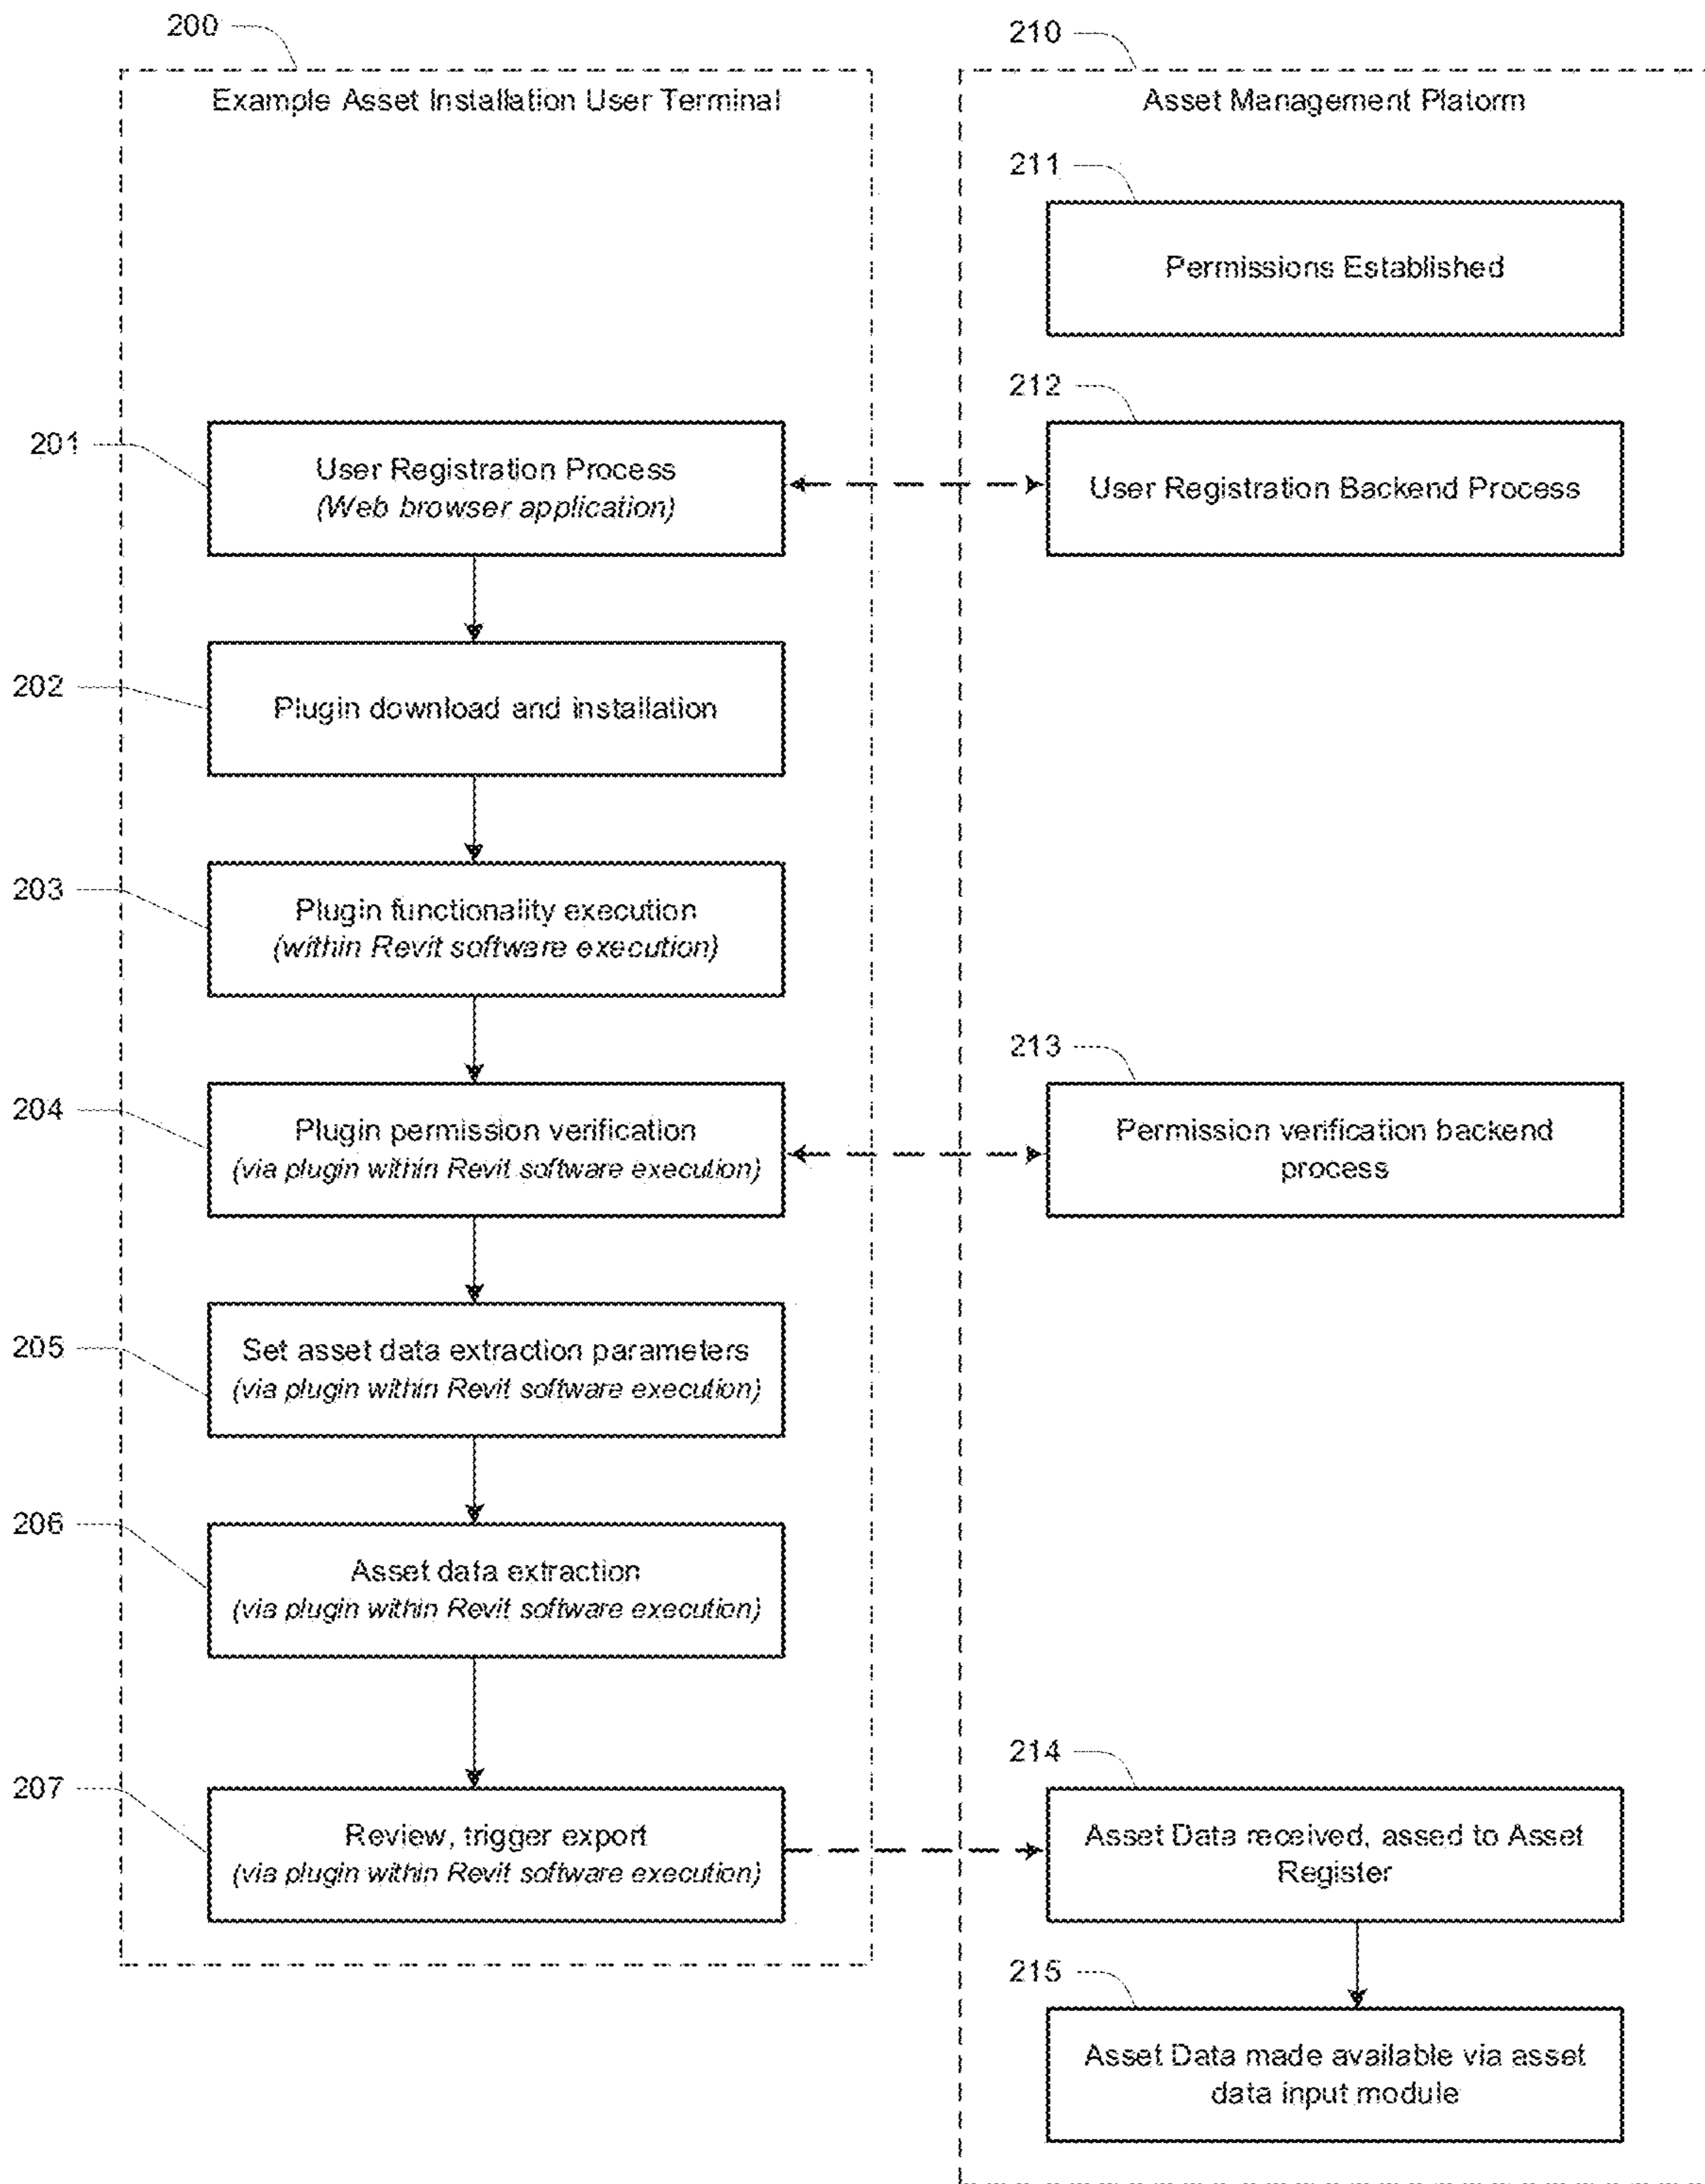 200
Example Asset Installation User Terminal
201
User Registration Process
(Web browser application)
202
Plugin download and installation
203
Plugin functionality execution
(within Revit software execution)
204
Plugin permission verification
(via plugin within Revit software execution)
205
Set asset data extraction parameters
(via plugin within Revit software execution)
206
Asset data extraction
(via plugin within Revit software execution)
207
Review, trigger export
(via plugin within Revit software execution)
210
Asset Management Platorm
211
Permissions Established
212
User Registration Backend Process
213
Permission verification backend
process
214
Asset Data received, assed to Asset
Register
215
Asset Data made available via asset
data input module